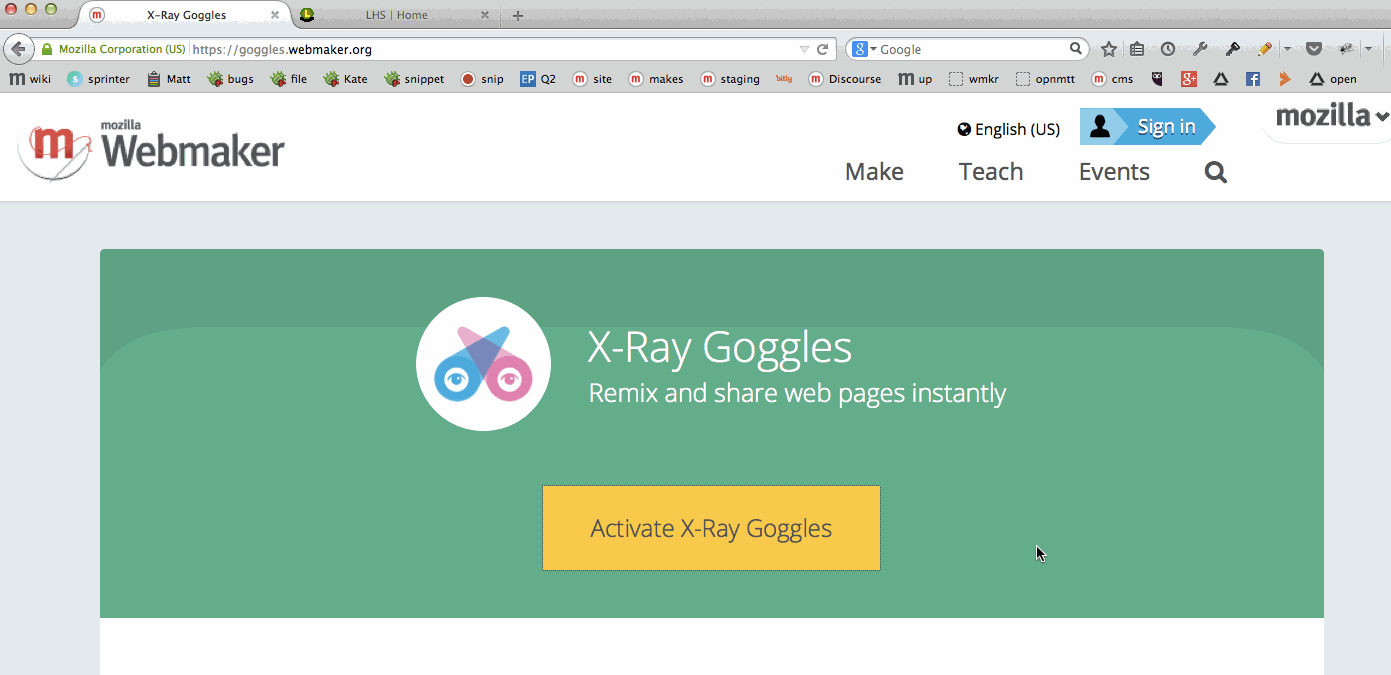 X-Ray Goggles
LHS | Home
Mozilla Corporation (US) https://goggles.webmaker.org
Google
wiki sprinter Matt bugs file Kate snippet snip EP Q2 site makes staging bitly Discourse up wmkr opnmtt cms open
mozilla
Webmaker
English (US)
Sign in
mozilla
Make Teach Events
X-Ray Goggles
Remix and share web pages instantly
Activate X-Ray Goggles